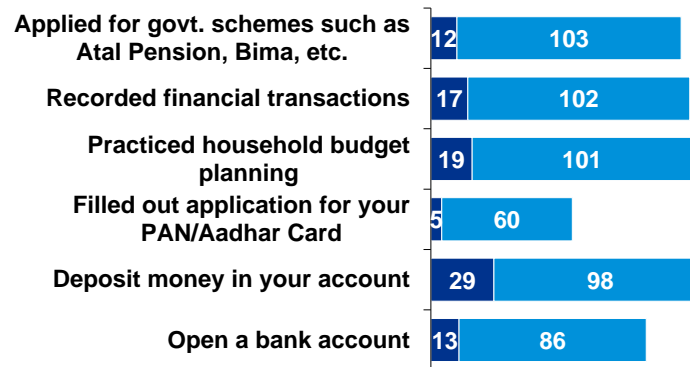 Applied for govt. schemes such as
Atal Pension, Bima, etc.
12 103
Recorded financial transactions
17 102
Practiced household budget
planning
19 101
Filled out application for your
PAN/Aadhar Card
5 60
Deposit money in your account
29 98
Open a bank account
13 86